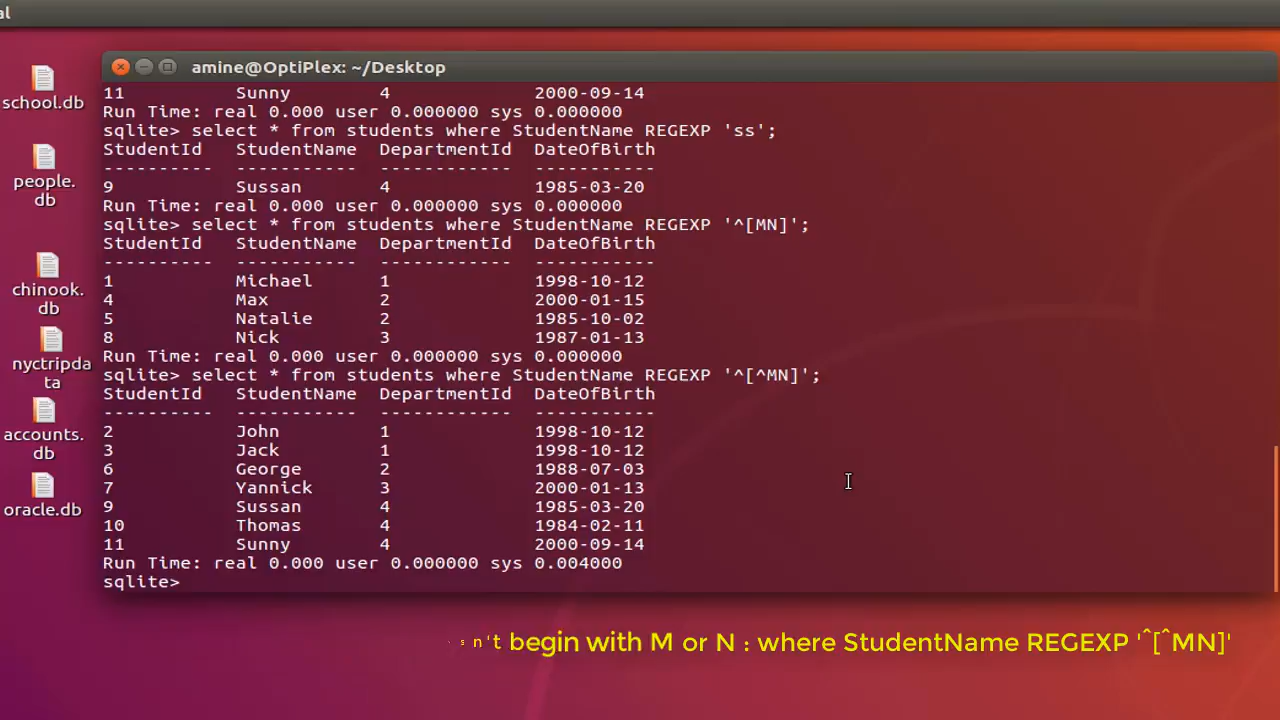 al
amine@OptiPlex: ~/Desktop
school.db
people.
db
chinook.
db
nyctripda
ta
accounts.
db
oracle.db
11 Sunny 4 2000-09-14
Run Time: real 0.000 user 0.000000 sys 0.000000
sqlite> select * from students where StudentName REGEXP 'ss';
StudentId StudentName DepartmentId DateOfBirth
---------- ----------- ------------ -----------
9 Sussan 4 1985-03-20
Run Time: real 0.000 user 0.000000 sys 0.000000
sqlite> select * from students where StudentName REGEXP '^[MN]';
StudentId StudentName DepartmentId DateOfBirth
---------- ----------- ------------ -----------
1 Michael 1 1998-10-12
4 Max 2 2000-01-15
5 Natalie 2 1985-10-02
8 Nick 3 1987-01-13
Run Time: real 0.000 user 0.000000 sys 0.000000
sqlite> select * from students where StudentName REGEXP '^[^MN]';
StudentId StudentName DepartmentId DateOfBirth
---------- ----------- ------------ -----------
2 John 1 1998-10-12
3 Jack 1 1998-10-12
6 George 2 1988-07-03
7 Yannick 3 2000-01-13
9 Sussan 4 1985-03-20
10 Thomas 4 1984-02-11
11 Sunny 4 2000-09-14
Run Time: real 0.000 user 0.000000 sys 0.004000
sqlite>
sn't begin with M or N : where StudentName REGEXP '^[^MN]'